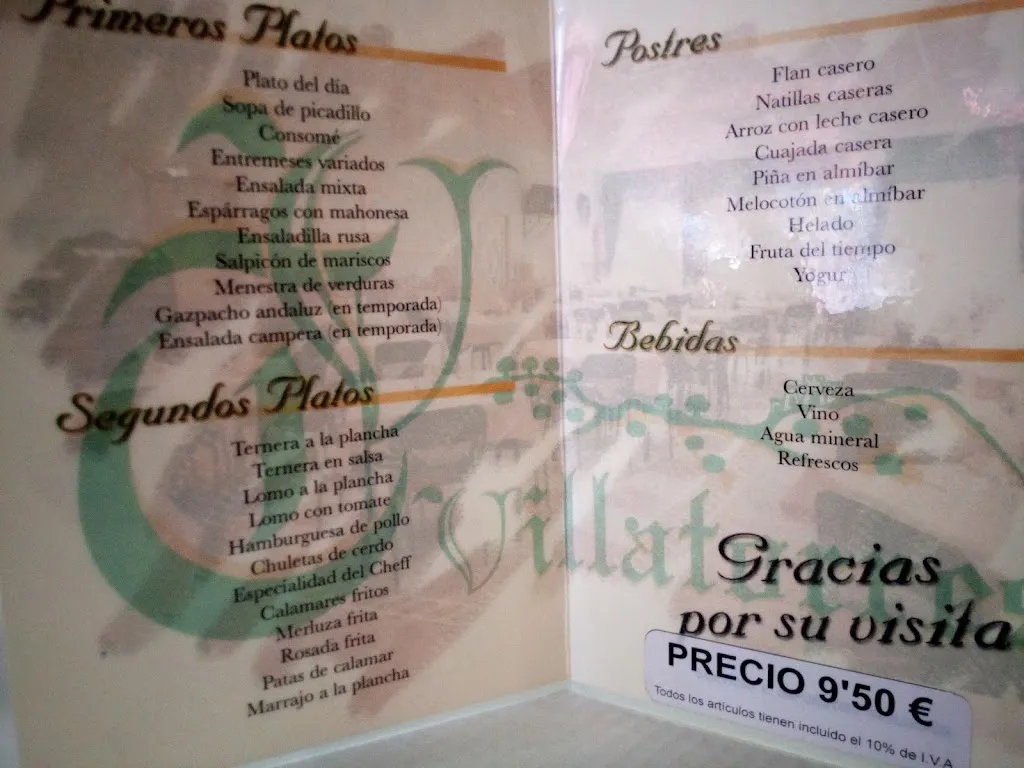 Primeros Platos
Plato del día
Sopa de picadillo
Consomé
Entremeses variados
Ensalada mixta
Espárragos con mahonesa
Ensaladilla rusa
Salpicón de mariscos
Menestra de verduras
Gazpacho andaluz (en temporada)
Ensalada campera (en temporada)
Segundos Platos
Ternera a la plancha
Ternera en salsa
Lomo a la plancha
Lomo con tomate
Hamburguesa de pollo
Chuletas de cerdo
Especialidad del Cheff
Calamares fritos
Merluza frita
Rosada frita
Patas de calamar
Marrajo a la plancha
Postres
Flan casero
Natillas caseras
Arroz con leche casero
Cuajada casera
Piña en almíbar
Melocotón en almíbar
Helado
Fruta del tiempo
Yogur
Bebidas
Cerveza
Vino
Agua mineral
Refrescos
Villatorres
Gracias
por su visita
PRECIO 9'50 €
Todos los artículos tienen incluido el 10% de I.V.A